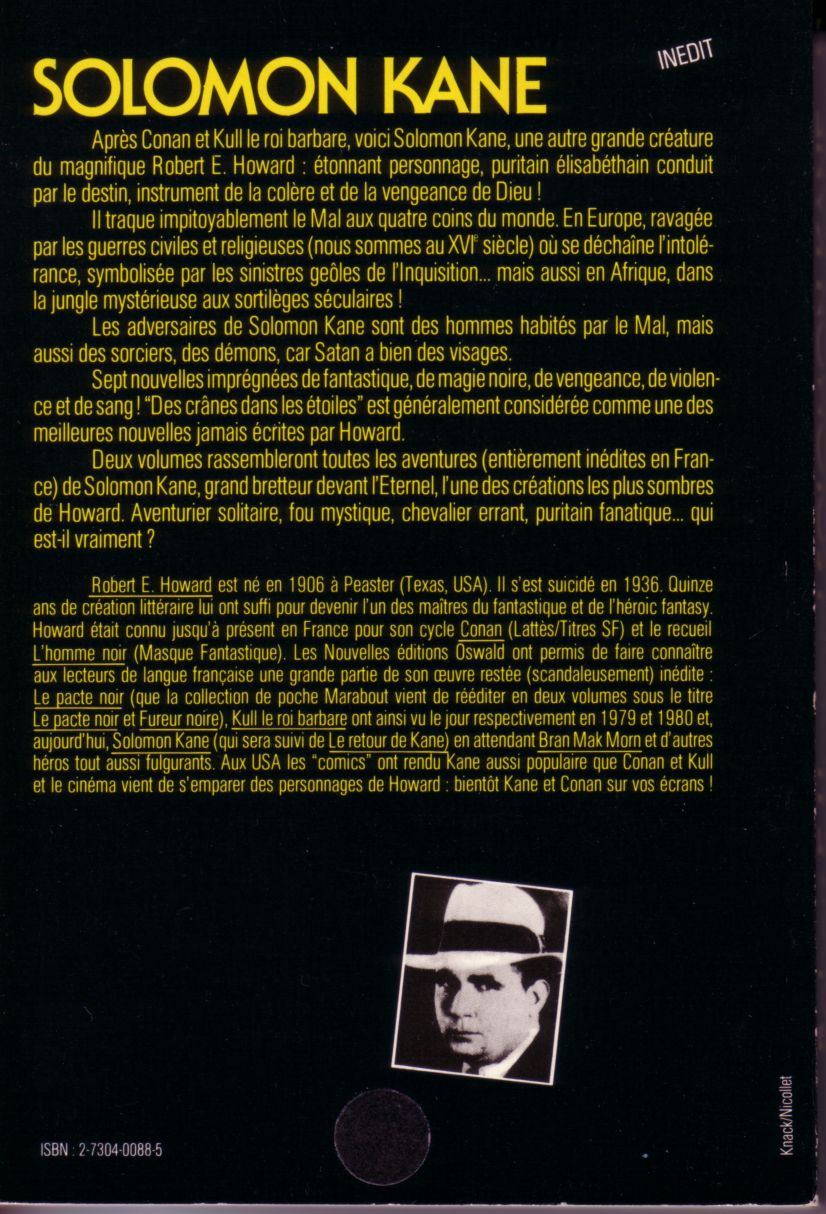 INEDIT
SOLOMON KANE
Après Conan et Kull le roi barbare, voici Solomon Kane, une autre grande créature
du magnifique Robert E. Howard : étonnant personnage, puritain élisabéthain conduit
par le destin, instrument de la colère et de la vengeance de Dieu !
Il traque impitoyablement le Mal aux quatre coins du monde. En Europe, ravagée
par les guerres civiles et religieuses (nous sommes au XVIe siècle) où se déchaîne l'intolé-
rance, symbolisée par les sinistres geôles de l'Inquisition... mais aussi en Afrique, dans
la jungle mystérieuse aux sortilèges séculaires !
Les adversaires de Solomon Kane sont des hommes habités par le Mal, mais
aussi des sorciers, des démons, car Satan a bien des visages.
Sept nouvelles imprégnées de fantastique, de magie noire, de vengeance, de violen-
ce et de sang ! “Des crânes dans les étoiles” est généralement considérée comme une des
meilleures nouvelles jamais écrites par Howard.
Deux volumes rassembleront toutes les aventures (entièrement inédites en Fran-
ce) de Solomon Kane, grand bretteur devant l'Eternel, l'une des créations les plus sombres
de Howard. Aventurier solitaire, fou mystique, chevalier errant, puritain fanatique... qui
est-il vraiment ?
Robert E. Howard est né en 1906 à Peaster (Texas, USA). Il s'est suicidé en 1936. Quinze
ans de création littéraire lui ont suffi pour devenir l'un des maîtres du fantastique et de l'héroic fantasy.
Howard était connu jusqu'à présent en France pour son cycle Conan (Lattès/Titres SF) et le recueil
L'homme noir (Masque Fantastique). Les Nouvelles éditions Oswald ont permis de faire connaître
aux lecteurs de langue française une grande partie de son œuvre restée (scandaleusement) inédite :
Le pacte noir (que la collection de poche Marabout vient de rééditer en deux volumes sous le titre
Le pacte noir et Fureur noire), Kull le roi barbare ont ainsi vu le jour respectivement en 1979 et 1980 et,
aujourd'hui, Solomon Kane (qui sera suivi de Le retour de Kane) en attendant Bran Mak Morn et d'autres
héros tout aussi fulgurants. Aux USA les “comics” ont rendu Kane aussi populaire que Conan et Kull
et le cinéma vient de s'emparer des personnages de Howard : bientôt Kane et Conan sur vos écrans !
Knack/Nicollet
ISBN : 2-7304-0088-5